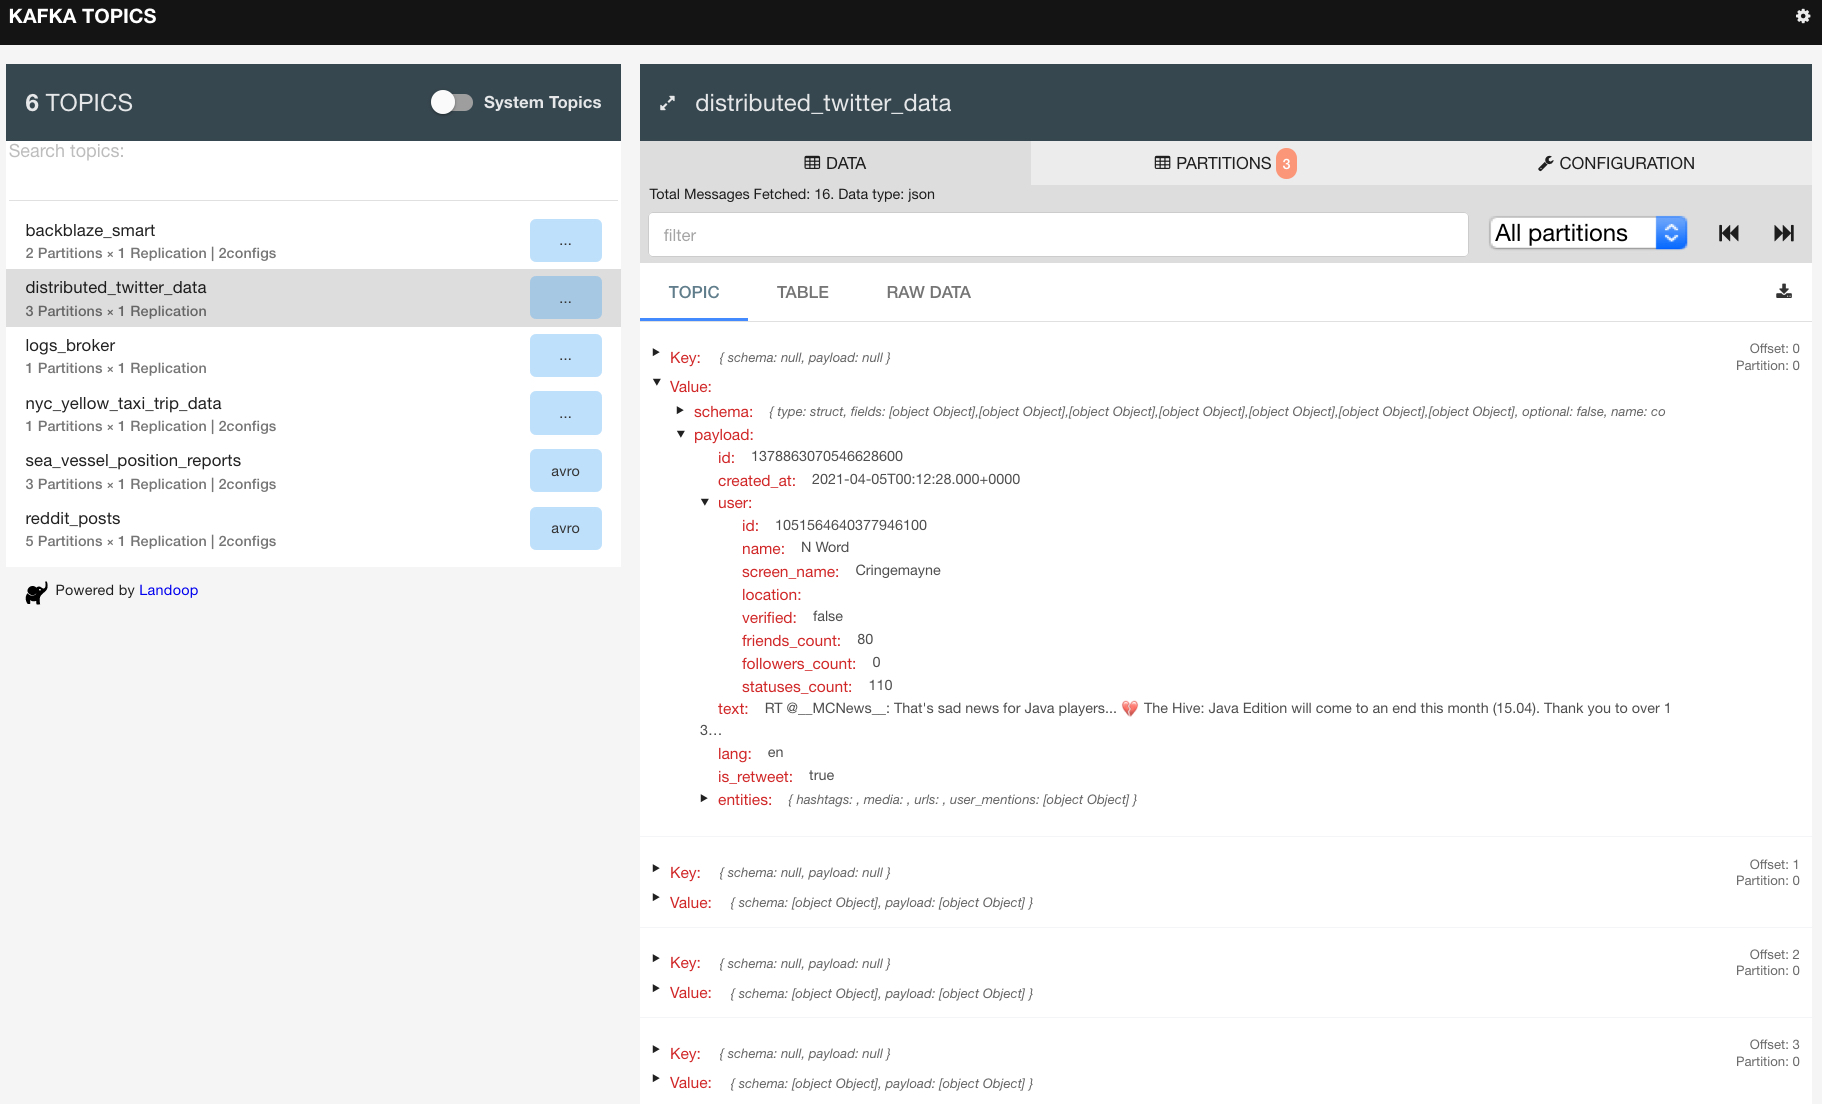 KAFKA TOPICS
6 TOPICS
System Topics
Search topics:
backblaze_smart
2 Partitions × 1 Replication | 2configs
...
distributed_twitter_data
3 Partitions × 1 Replication
...
logs_broker
1 Partitions × 1 Replication
...
nyc_yellow_taxi_trip_data
1 Partitions × 1 Replication | 2configs
...
sea_vessel_position_reports
3 Partitions × 1 Replication | 2configs
avro
reddit_posts
5 Partitions × 1 Replication | 2configs
avro
Powered by Landoop
distributed_twitter_data
DATA
PARTITIONS 3
CONFIGURATION
Total Messages Fetched: 16. Data type: json
filter
All partitions
TOPIC
TABLE
RAW DATA
Key: { schema: null, payload: null }
Offset: 0
Partition: 0
Value:
schema: { type: struct, fields: [object Object],[object Object],[object Object],[object Object],[object Object],[object Object],[object Object], optional: false, name: co
payload:
id: 1378863070546628600
created_at: 2021-04-05T00:12:28.000+0000
user:
id: 1051564640377946100
name: N Word
screen_name: Cringemayne
location:
verified: false
friends_count: 80
followers_count: 0
statuses_count: 110
text: RT @__MCNews__: That's sad news for Java players... 💔 The Hive: Java Edition will come to an end this month (15.04). Thank you to over 1
3…
lang: en
is_retweet: true
entities: { hashtags: , media: , urls: , user_mentions: [object Object] }
Key: { schema: null, payload: null }
Offset: 1
Partition: 0
Value: { schema: [object Object], payload: [object Object] }
Key: { schema: null, payload: null }
Offset: 2
Partition: 0
Value: { schema: [object Object], payload: [object Object] }
Key: { schema: null, payload: null }
Offset: 3
Partition: 0
Value: { schema: [object Object], payload: [object Object] }